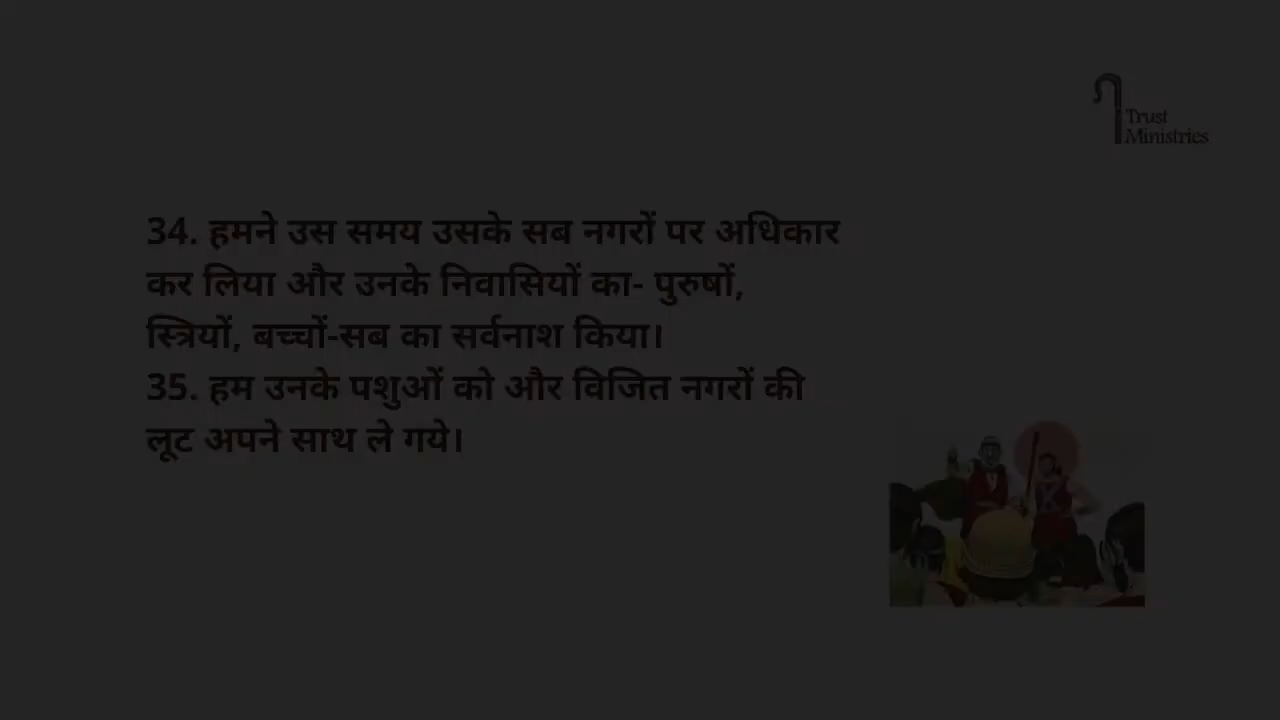 Trust
Ministries
34. हमने उस समय उसके सब नगरों पर अधिकार
कर लिया और उनके निवासियों का- पुरुषों,
स्त्रियों, बच्चों-सब का सर्वनाश किया।
35. हम उनके पशुओं को और विजित नगरों की
लूट अपने साथ ले गये।